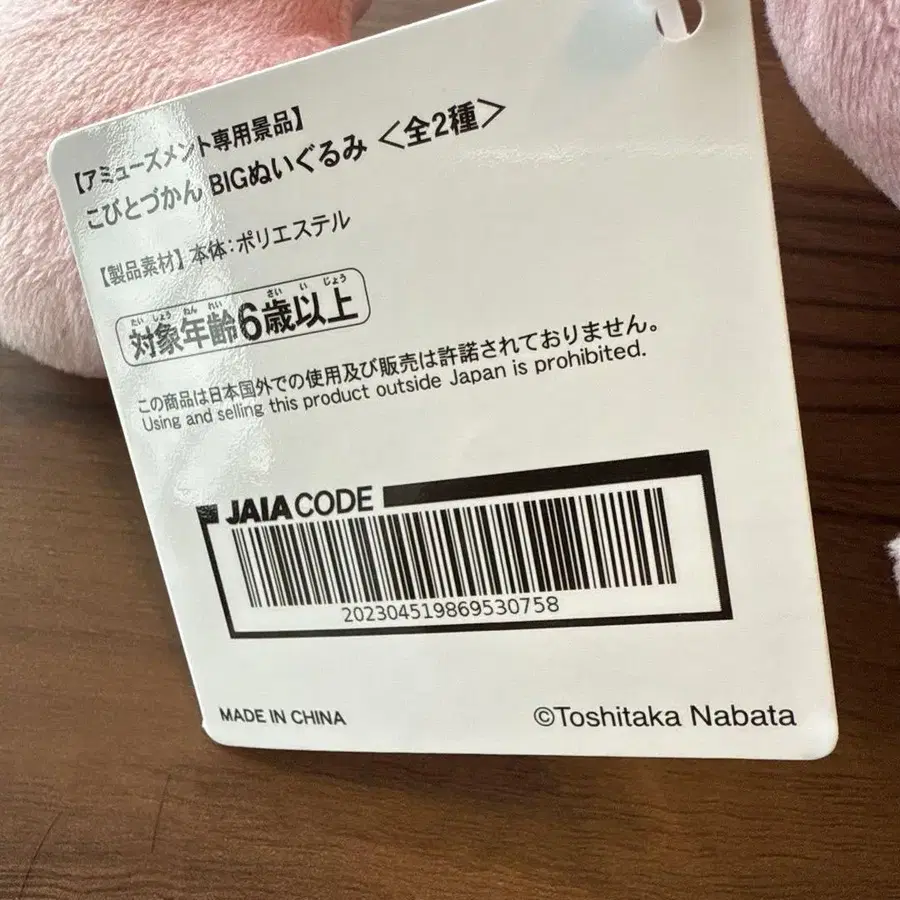 【アミューズメント専用景品】
こびとづかん BIGぬいぐるみ <全2種>
【製品素材】本体:ポリエステル
たい しょう ねん れい さい い じょう
対象年齢6歳以上
この商品は日本国外での使用及び販売は許諾されておりません。
Using and selling this product outside Japan is prohibited.
JAIA CODE
202304519869530758
MADE IN CHINA
©Toshitaka Nabata